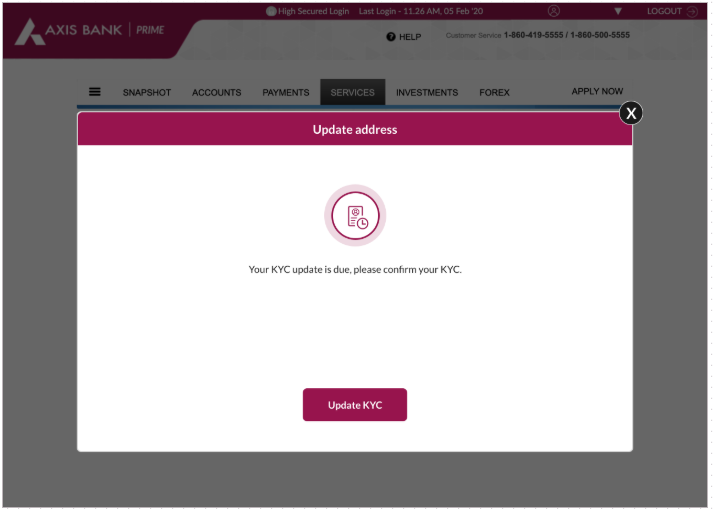 High Secured Login Last Login - 11.26 AM, 05 Feb '20 LOGOUT
AXIS BANK | PRIME
? HELP Customer Service 1-860-419-5555 / 1-860-500-5555
SNAPSHOT ACCOUNTS PAYMENTS SERVICES INVESTMENTS FOREX APPLY NOW
X
Update address
Your KYC update is due, please confirm your KYC.
Update KYC